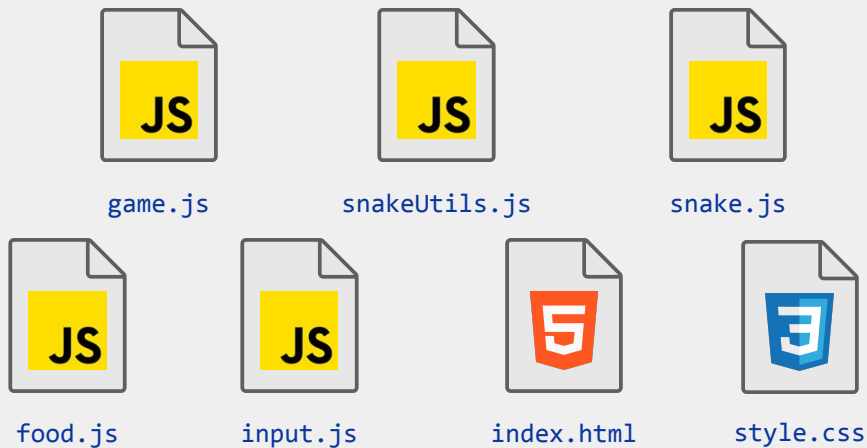 JS JS JS
game.js snakeUtils.js snake.js
JS JS 5 3
food.js input.js index.html style.css